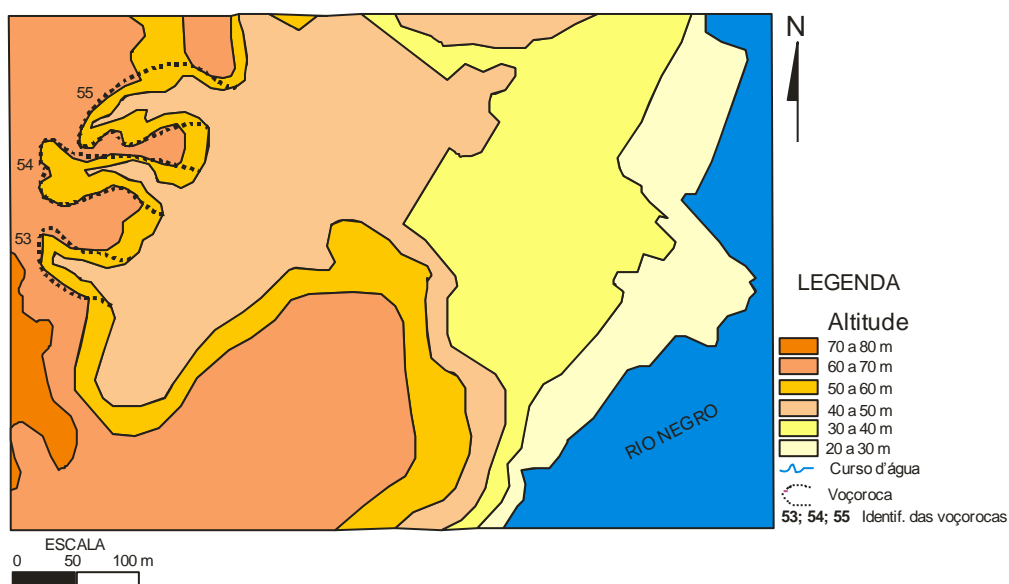 N
55
54
53
RIO NEGRO
LEGENDA
Altitude
70 a 80 m
60 a 70 m
50 a 60 m
40 a 50 m
30 a 40 m
20 a 30 m
Curso d'água
Voçoroca
53; 54; 55 Identif. das voçorocas
ESCALA
0 50 100 m